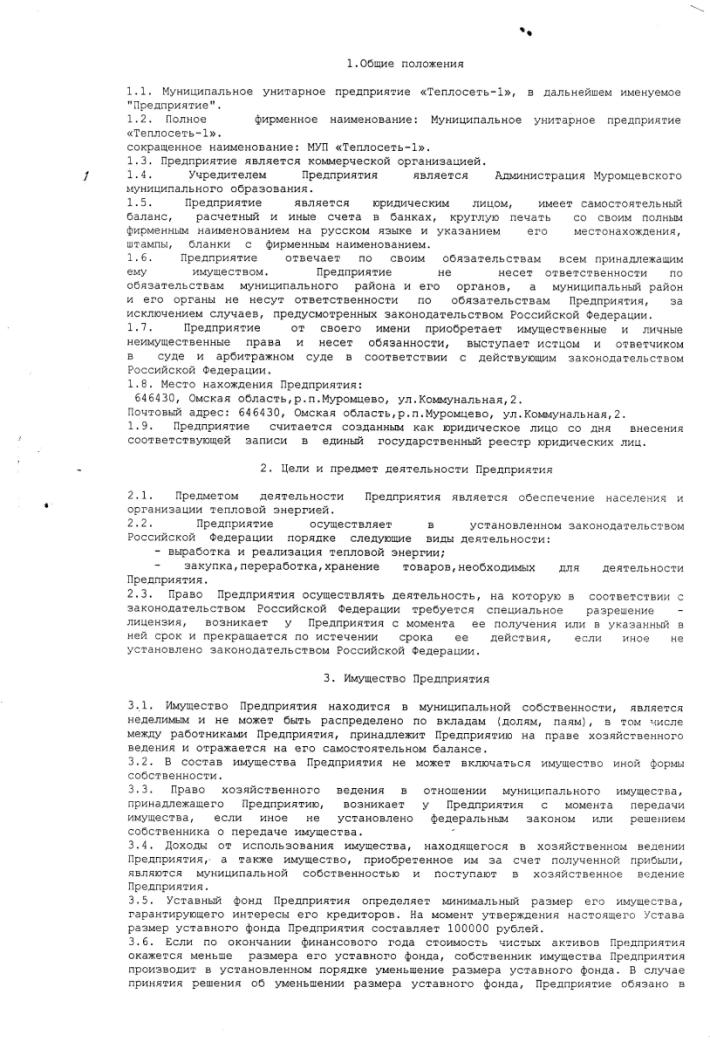 1.Общие положения
1.1. Муниципальное унитарное предприятие «Теплосеть-1», в дальнейшем именуемое
"Предприятие".
1.2. Полное фирменное наименование: Муниципальное унитарное предприятие
«Теплосеть-1».
сокращенное наименование: МУП «Теплосеть-1».
1.3. Предприятие является коммерческой организацией.
1.4. Учредителем Предприятия является Администрация Муромцевского
муниципального образования.
1.5. Предприятие является юридическим лицом, имеет самостоятельный
баланс, расчетный и иные счета в банках, круглую печать со своим полным
фирменным наименованием на русском языке и указанием его местонахождения,
штампы, бланки с фирменным наименованием.
1.6. Предприятие отвечает по своим обязательствам всем принадлежащим
ему имуществом. Предприятие не несет ответственности по
обязательствам муниципального района и его органов, а муниципальный район
и его органы не несут ответственности по обязательствам Предприятия, за
исключением случаев, предусмотренных законодательством Российской Федерации.
1.7. Предприятие от своего имени приобретает имущественные и личные
неимущественные права и несет обязанности, выступает истцом и ответчиком
в суде и арбитражном суде в соответствии с действующим законодательством
Российской Федерации.
1.8. Место нахождения Предприятия:
646430, Омская область,р.п.Муромцево, ул.Коммунальная,2.
Почтовый адрес: 646430, Омская область,р.п.Муромцево, ул.Коммунальная,2.
1.9. Предприятие считается созданным как юридическое лицо со дня внесения
соответствующей записи в единый государственный реестр юридических лиц.
2. Цели и предмет деятельности Предприятия
2.1. Предметом деятельности Предприятия является обеспечение населения и
организации тепловой энергией.
2.2. Предприятие осуществляет в установленном законодательством
Российской Федерации порядке следующие виды деятельности:
- выработка и реализация тепловой энергии;
- закупка,переработка,хранение товаров,необходимых для деятельности
Предприятия.
2.3. Право Предприятия осуществлять деятельность, на которую в соответствии с
законодательством Российской Федерации требуется специальное разрешение -
лицензия, возникает у Предприятия с момента ее получения или в указанный в
ней срок и прекращается по истечении срока ее действия, если иное не
установлено законодательством Российской Федерации.
3. Имущество Предприятия
3.1. Имущество Предприятия находится в муниципальной собственности, является
неделимым и не может быть распределено по вкладам (долям, паям), в том числе
между работниками Предприятия, принадлежит Предприятию на праве хозяйственного
ведения и отражается на его самостоятельном балансе.
3.2. В состав имущества Предприятия не может включаться имущество иной формы
собственности.
3.3. Право хозяйственного ведения в отношении муниципального имущества,
принадлежащего Предприятию, возникает у Предприятия с момента передачи
имущества, если иное не установлено федеральным законом или решением
собственника о передаче имущества.
3.4. Доходы от использования имущества, находящегося в хозяйственном ведении
Предприятия, а также имущество, приобретенное им за счет полученной прибыли,
являются муниципальной собственностью и поступают в хозяйственное ведение
Предприятия.
3.5. Уставный фонд Предприятия определяет минимальный размер его имущества,
гарантирующего интересы его кредиторов. На момент утверждения настоящего Устава
размер уставного фонда Предприятия составляет 100000 рублей.
3.6. Если по окончании финансового года стоимость чистых активов Предприятия
окажется меньше размера его уставного фонда, собственник имущества Предприятия
производит в установленном порядке уменьшение размера уставного фонда. В случае
принятия решения об уменьшении размера уставного фонда, Предприятие обязано в